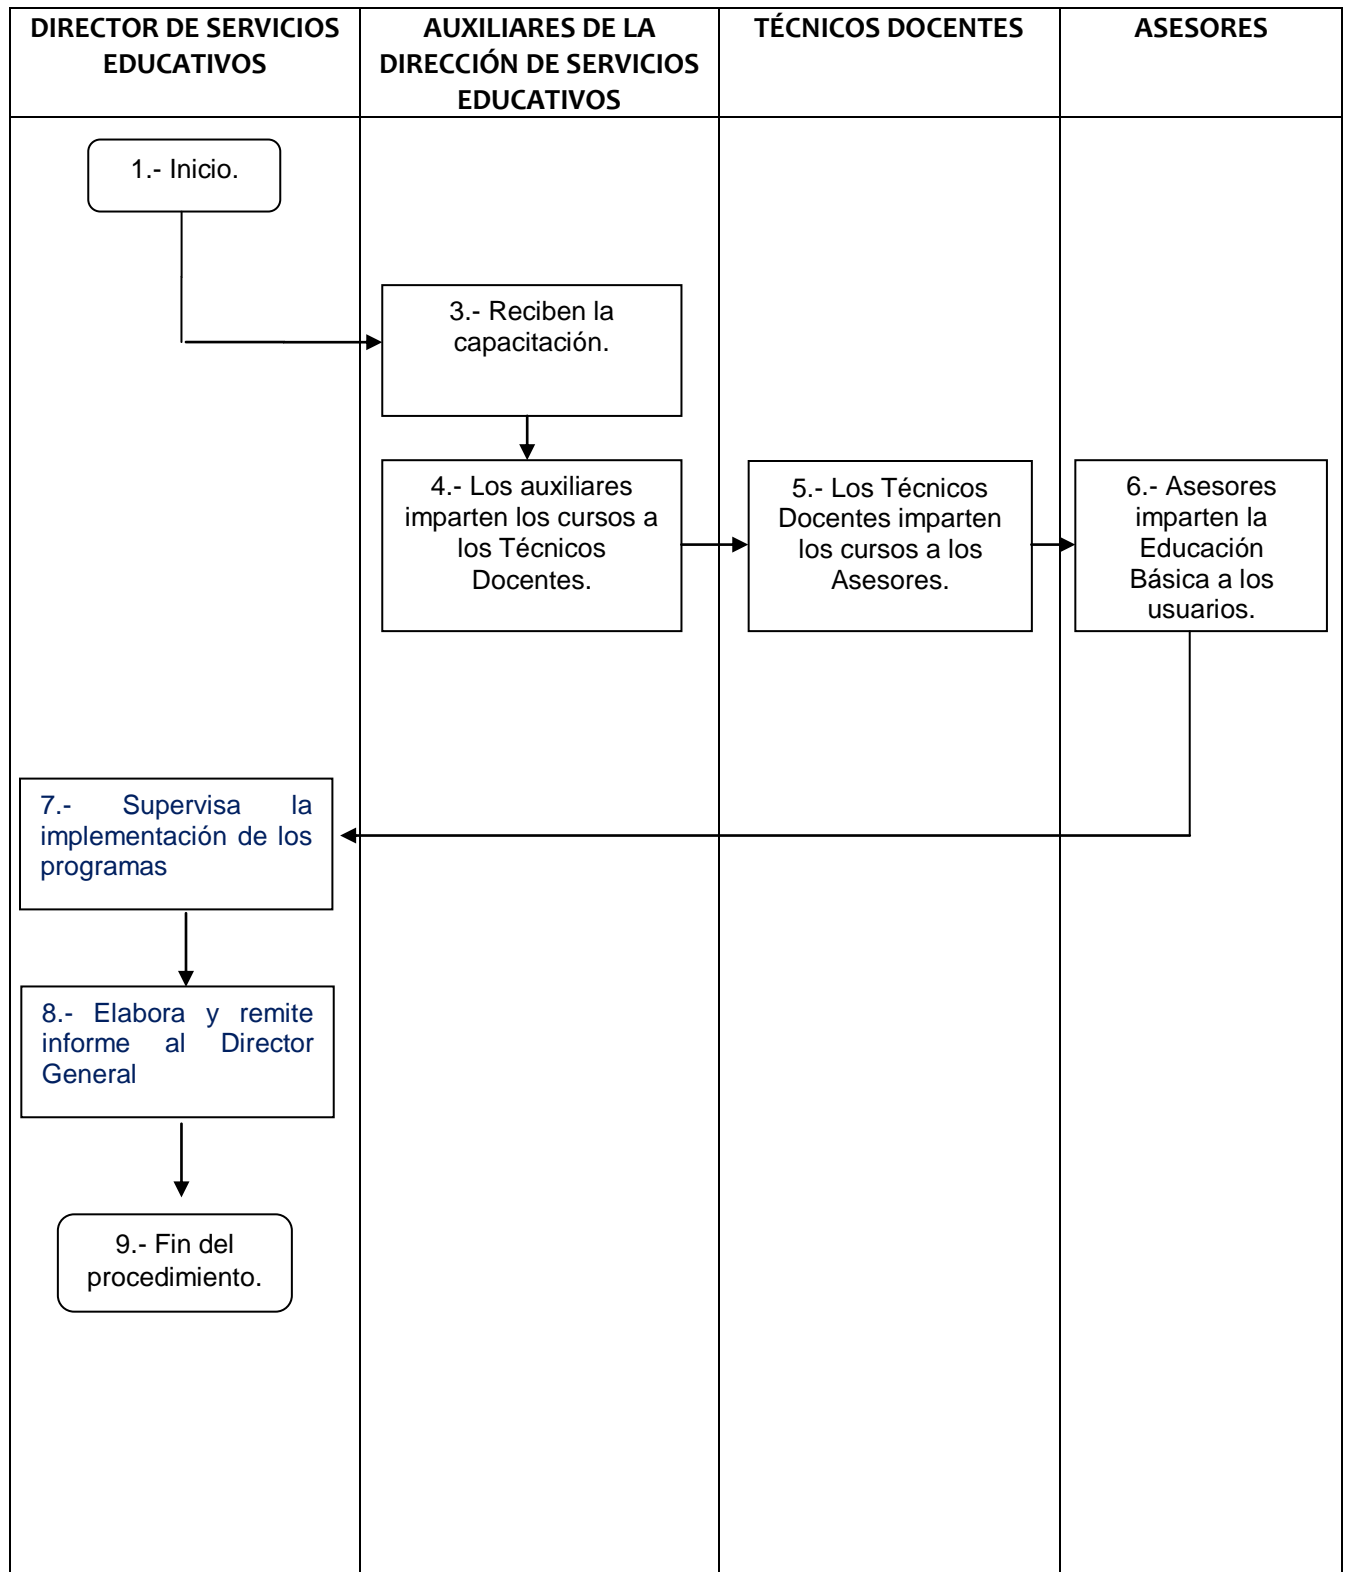 DIRECTOR DE SERVICIOS
EDUCATIVOS
AUXILIARES DE LA
DIRECCIÓN DE SERVICIOS
EDUCATIVOS
TÉCNICOS DOCENTES
ASESORES
1.- Inicio.
3.- Reciben la
capacitación.
4.- Los auxiliares
imparten los cursos a
los Técnicos
Docentes.
5.- Los Técnicos
Docentes imparten
los cursos a los
Asesores.
6.- Asesores
imparten la
Educación
Básica a los
usuarios.
7.- Supervisa la
implementación de los
programas
8.- Elabora y remite
informe al Director
General
9.- Fin del
procedimiento.